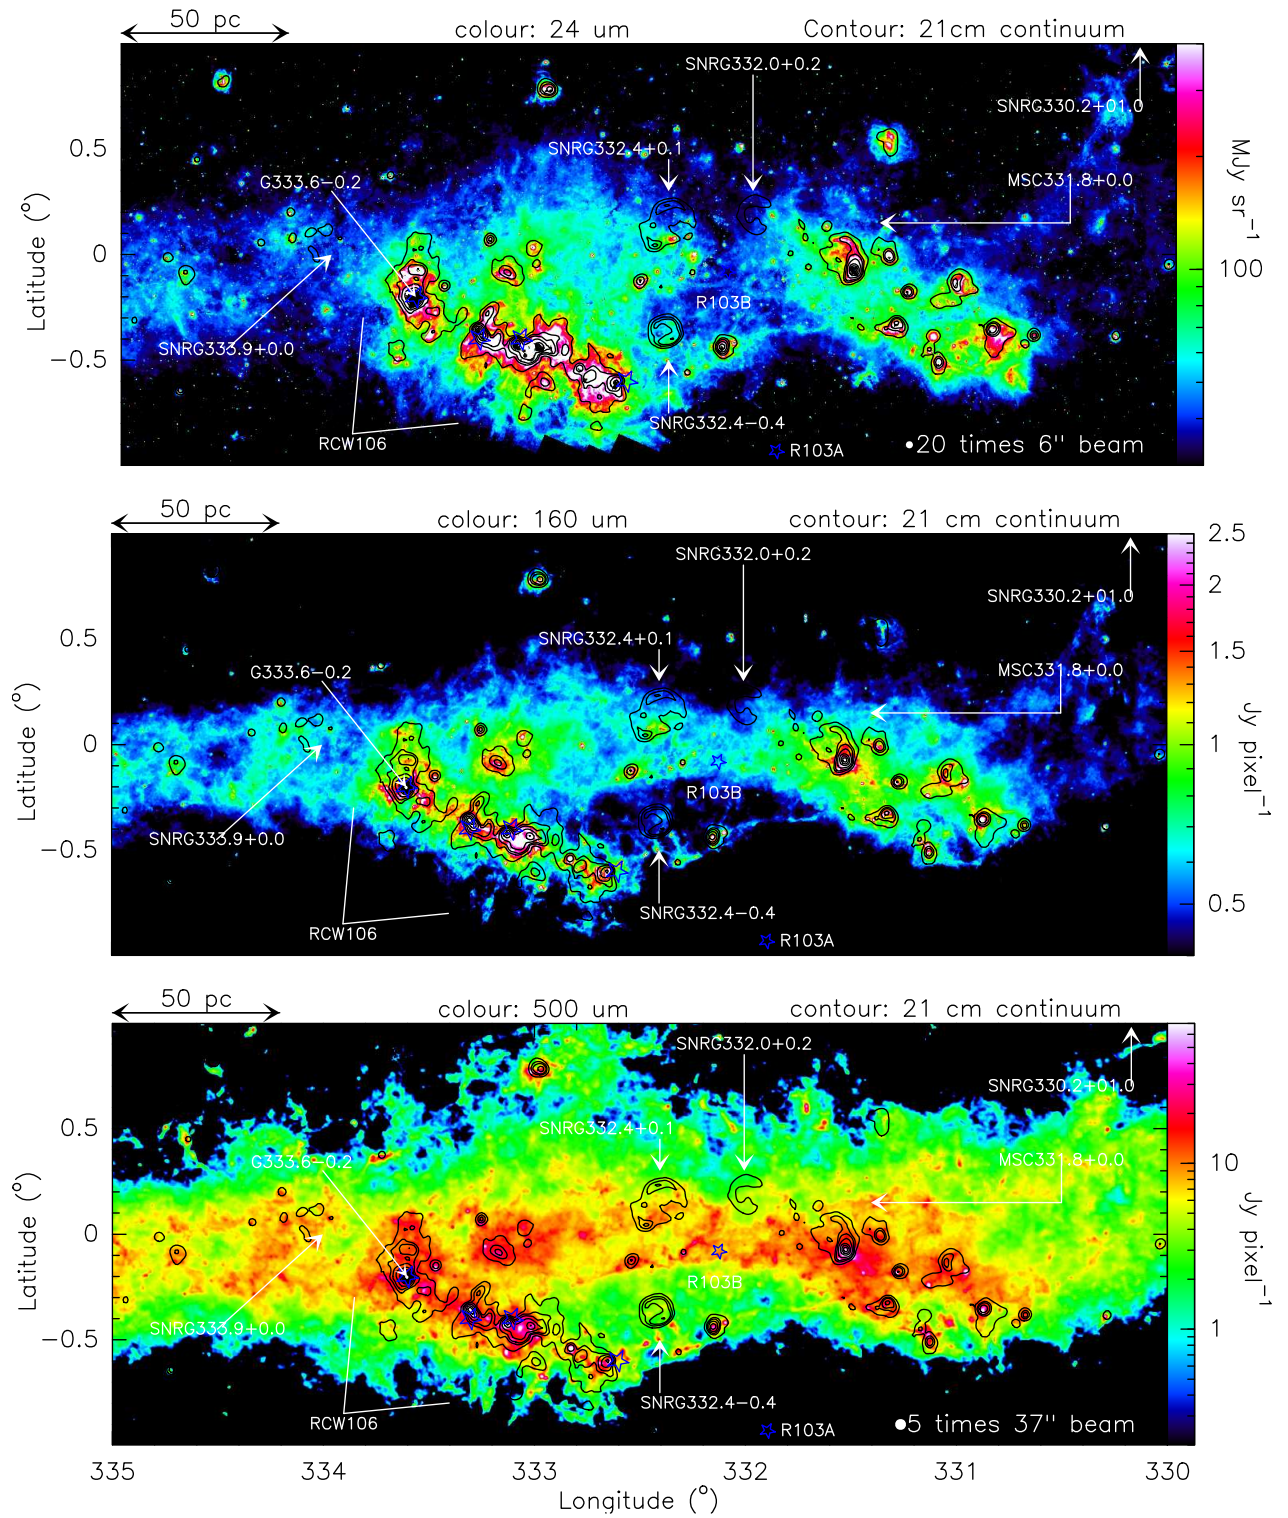 50 pc
colour: 24 um
Contour: 21cm continuum
SNRG332.0+0.2
SNRG330.2+01.0
0.5
SNRG332.4+0.1
G333.6−0.2
MSC331.8+0.0
MJy sr−1
Latitude (o)
0
100
R103B
SNRG333.9+0.0
−0.5
SNRG332.4−0.4
RCW106
R103A
20 times 6'' beam
50 pc
colour: 160 um
contour: 21 cm continuum
2.5
SNRG332.0+0.2
2
SNRG330.2+01.0
0.5
SNRG332.4+0.1
1.5
G333.6−0.2
MSC331.8+0.0
Latitude (o)
0
1
Jy pixel−1
R103B
SNRG333.9+0.0
−0.5
0.5
SNRG332.4−0.4
RCW106
R103A
50 pc
colour: 500 um
contour: 21 cm continuum
SNRG332.0+0.2
SNRG330.2+01.0
0.5
SNRG332.4+0.1
G333.6−0.2
MSC331.8+0.0
10
Latitude (o)
0
Jy pixel−1
R103B
SNRG333.9+0.0
−0.5
1
SNRG332.4−0.4
RCW106
R103A
5 times 37'' beam
335
334
333
332
331
330
Longitude (o)